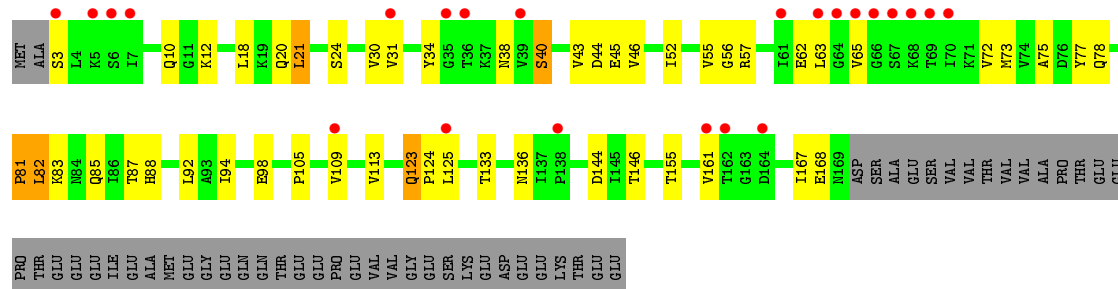 MET ALA S3 L4 K5 S6 I7 Q10 G11 K12 L18 K19 Q20 L21 S24 V30 V31 Y34 G35 T36 K37 N38 V39 S40 V43 D44 E45 V46 I52 V55 G56 R57 I61 E62 L63 G64 V65 G66 S67 K68 T69 I70 K71 V72 M73 V74 A75 D76 Y77 Q78
P81 L82 K83 N84 Q85 I86 T87 H88 L92 A93 I94 E98 P105 V109 V113 Q123 P124 L125 T133 N136 I137 P138 D144 I145 T146 T155 V161 T162 G163 D164 I167 E168 N169 ASP SER ALA GLU SER VAL VAL THR VAL VAL ALA PRO THR GLU GLU
PRO THR GLU GLU GLU ILE GLU ALA MET GLU GLY GLU GLN GLN THR GLU GLU PRO GLU VAL VAL GLY GLU SER LYS GLU ASP GLU GLU LYS THR GLU GLU